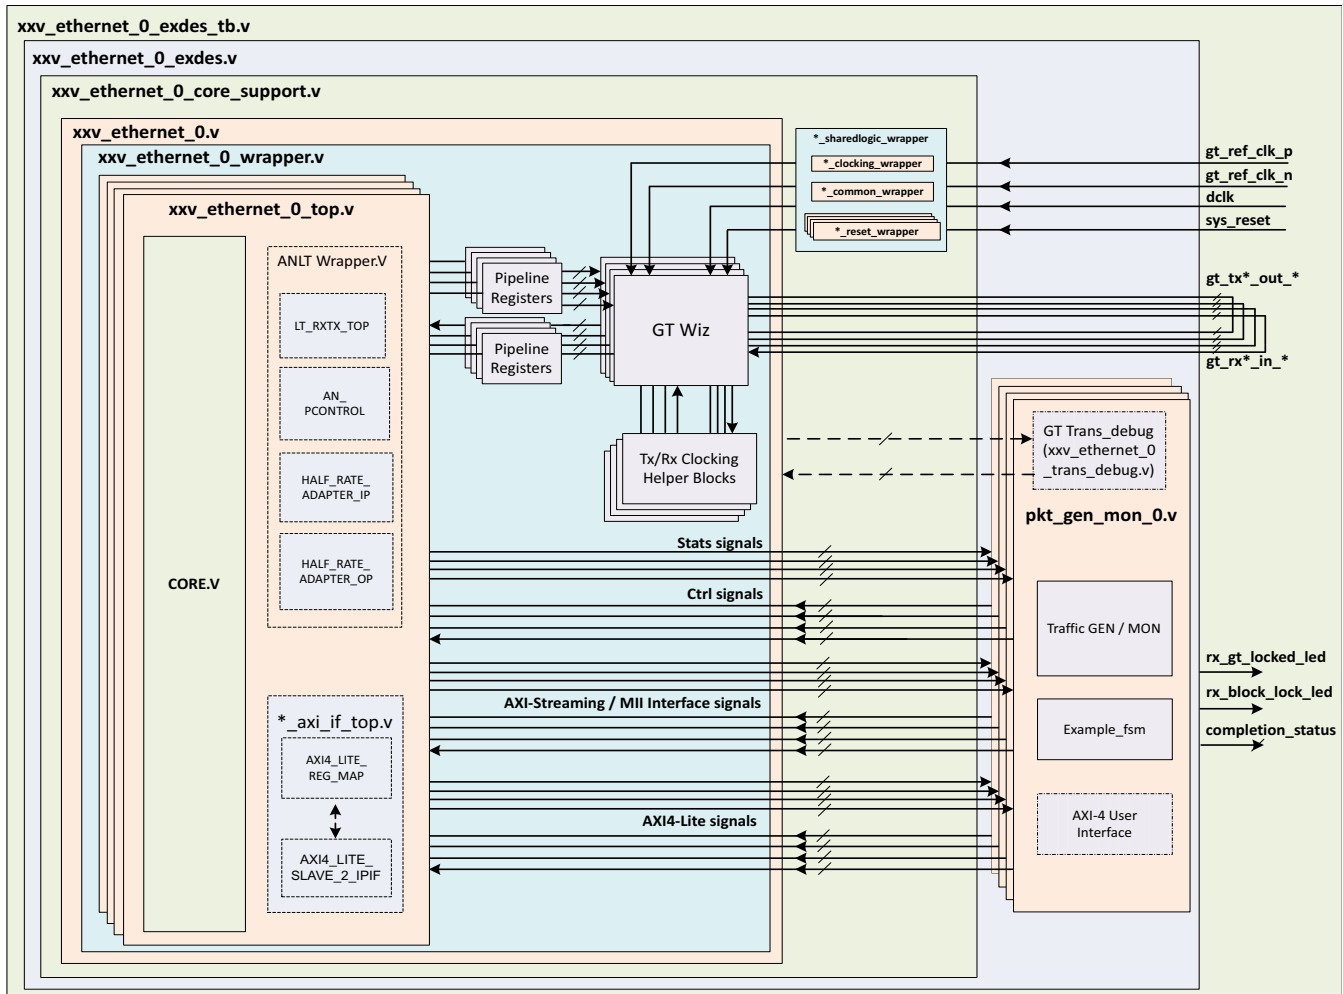 xxv_ethernet_0_exdes_tb.v
xxv_ethernet_0_exdes.v
xxv_ethernet_0_core_support.v
xxv_ethernet_0.v
xxv_ethernet_0_wrapper.v
xxv_ethernet_0_top.v
CORE.V
ANLT Wrapper.V
LT_RXTX_TOP
AN_
PCONTROL
HALF_RATE_
ADAPTER_IP
HALF_RATE_
ADAPTER_OP
*_axi_if_top.v
AXI4_LITE_
REG_MAP
AXI4_LITE_
SLAVE_2_IPIF
Pipeline
Registers
Pipeline
Registers
GT Wiz
Tx/Rx Clocking
Helper Blocks
*_sharedlogic_wrapper
*_clocking_wrapper
*_common_wrapper
*_reset_wrapper
gt_ref_clk_p
gt_ref_clk_n
dclk
sys_reset
gt_tx*_out_*
gt_rx*_in_*
Stats signals
Ctrl signals
AXI-Streaming / MII Interface signals
AXI4-Lite signals
GT Trans_debug
(xxv_ethernet_0
_trans_debug.v)
pkt_gen_mon_0.v
Traffic GEN / MON
Example_fsm
AXI-4 User
Interface
rx_gt_locked_led
rx_block_lock_led
completion_status